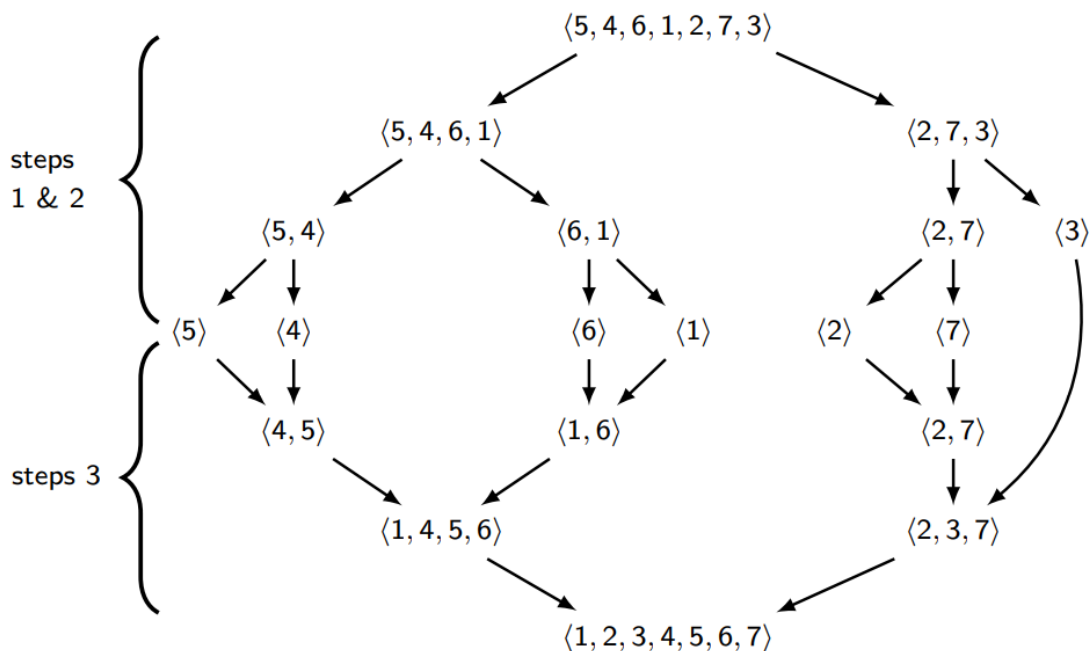 ⟨5, 4, 6, 1, 2, 7, 3⟩
⟨5, 4, 6, 1⟩
⟨2, 7, 3⟩
steps
1 & 2
⟨5, 4⟩
⟨6, 1⟩
⟨2, 7⟩
⟨3⟩
⟨5⟩
⟨4⟩
⟨6⟩
⟨1⟩
⟨2⟩
⟨7⟩
⟨4, 5⟩
⟨1, 6⟩
⟨2, 7⟩
steps 3
⟨1, 4, 5, 6⟩
⟨2, 3, 7⟩
⟨1, 2, 3, 4, 5, 6, 7⟩